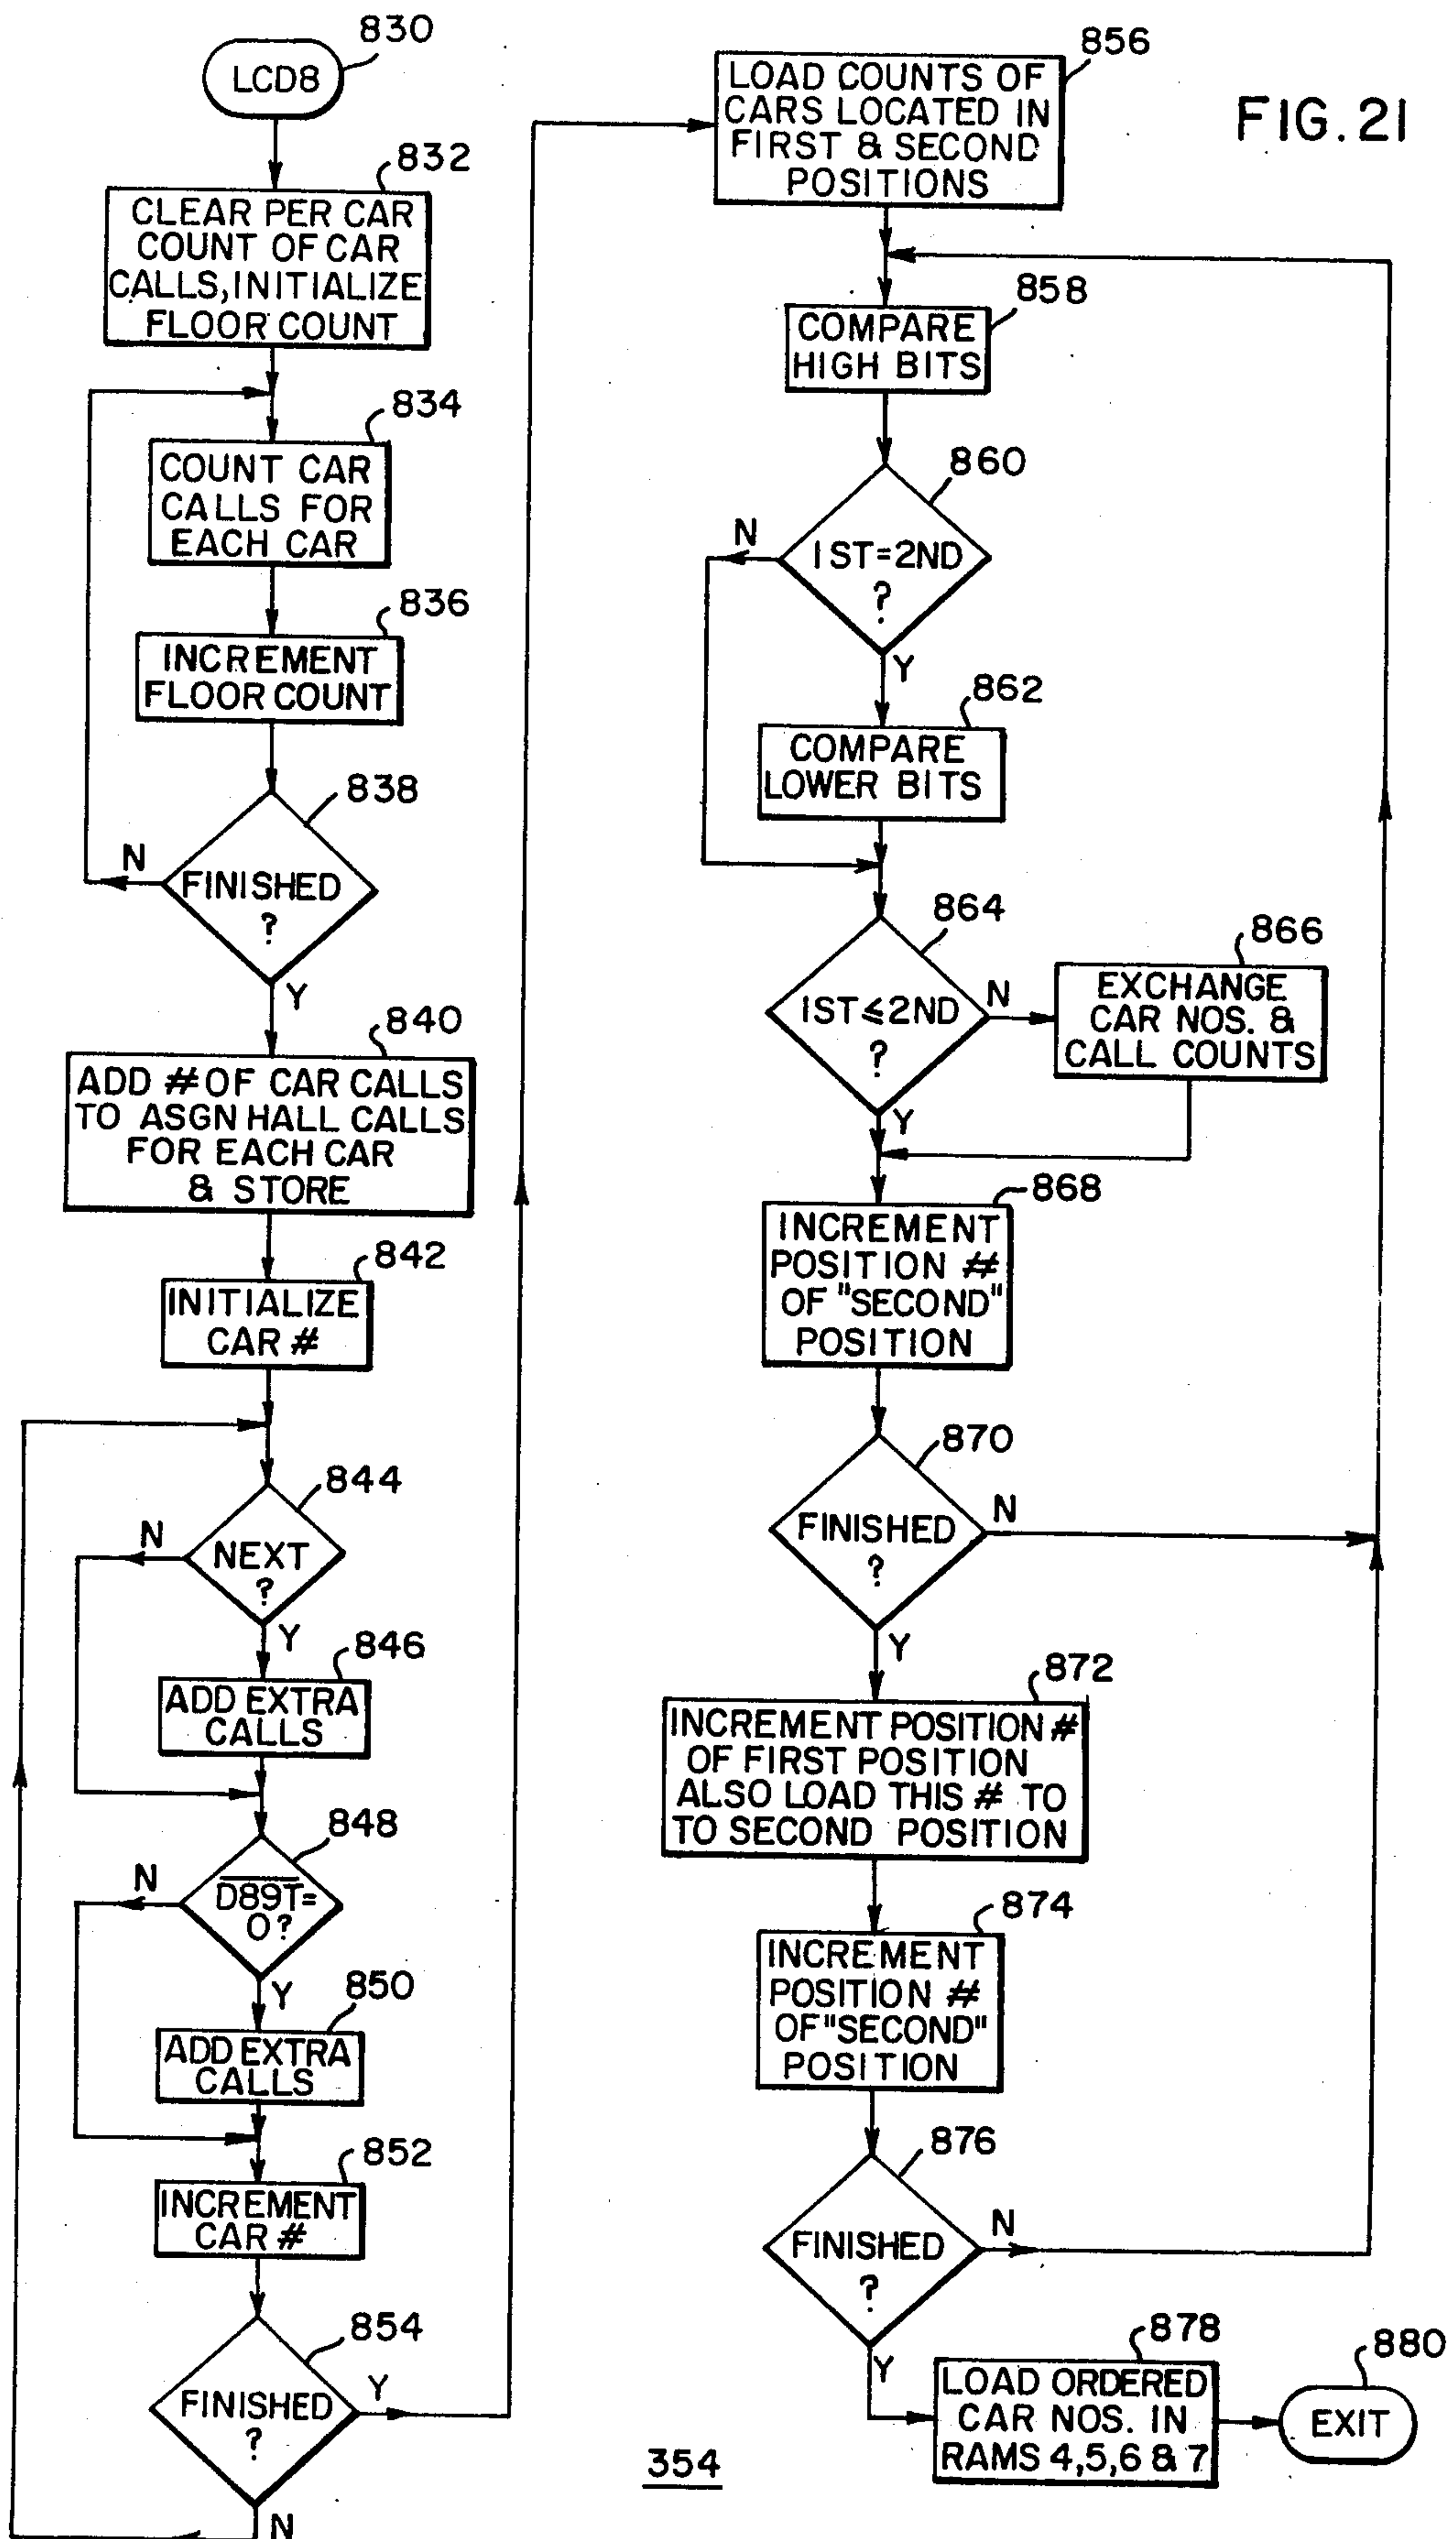 830
LCD8
832
CLEAR PER CAR
COUNT OF CAR
CALLS, INITIALIZE
FLOOR COUNT
834
COUNT CAR
CALLS FOR
EACH CAR
836
INCREMENT
FLOOR COUNT
838
N
FINISHED
?
Y
840
ADD # OF CAR CALLS
TO ASGN HALL CALLS
FOR EACH CAR
& STORE
842
INITIALIZE
CAR #
844
N
NEXT
?
Y
846
ADD EXTRA
CALLS
848
N
D89T=
0?
Y
850
ADD EXTRA
CALLS
852
INCREMENT
CAR #
854
FINISHED
?
Y
N
856
LOAD COUNTS OF
CARS LOCATED IN
FIRST & SECOND
POSITIONS
FIG. 21
858
COMPARE
HIGH BITS
860
N
1ST=2ND
?
Y
862
COMPARE
LOWER BITS
864
1ST≤2ND
?
N
Y
866
EXCHANGE
CAR NOS. &
CALL COUNTS
868
INCREMENT
POSITION #
OF "SECOND"
POSITION
870
FINISHED
?
N
Y
872
INCREMENT POSITION #
OF FIRST POSITION
ALSO LOAD THIS # TO
TO SECOND POSITION
874
INCREMENT
POSITION #
OF "SECOND"
POSITION
876
FINISHED
?
N
Y
878
LOAD ORDERED
CAR NOS. IN
RAMS 4,5,6 & 7
880
EXIT
354